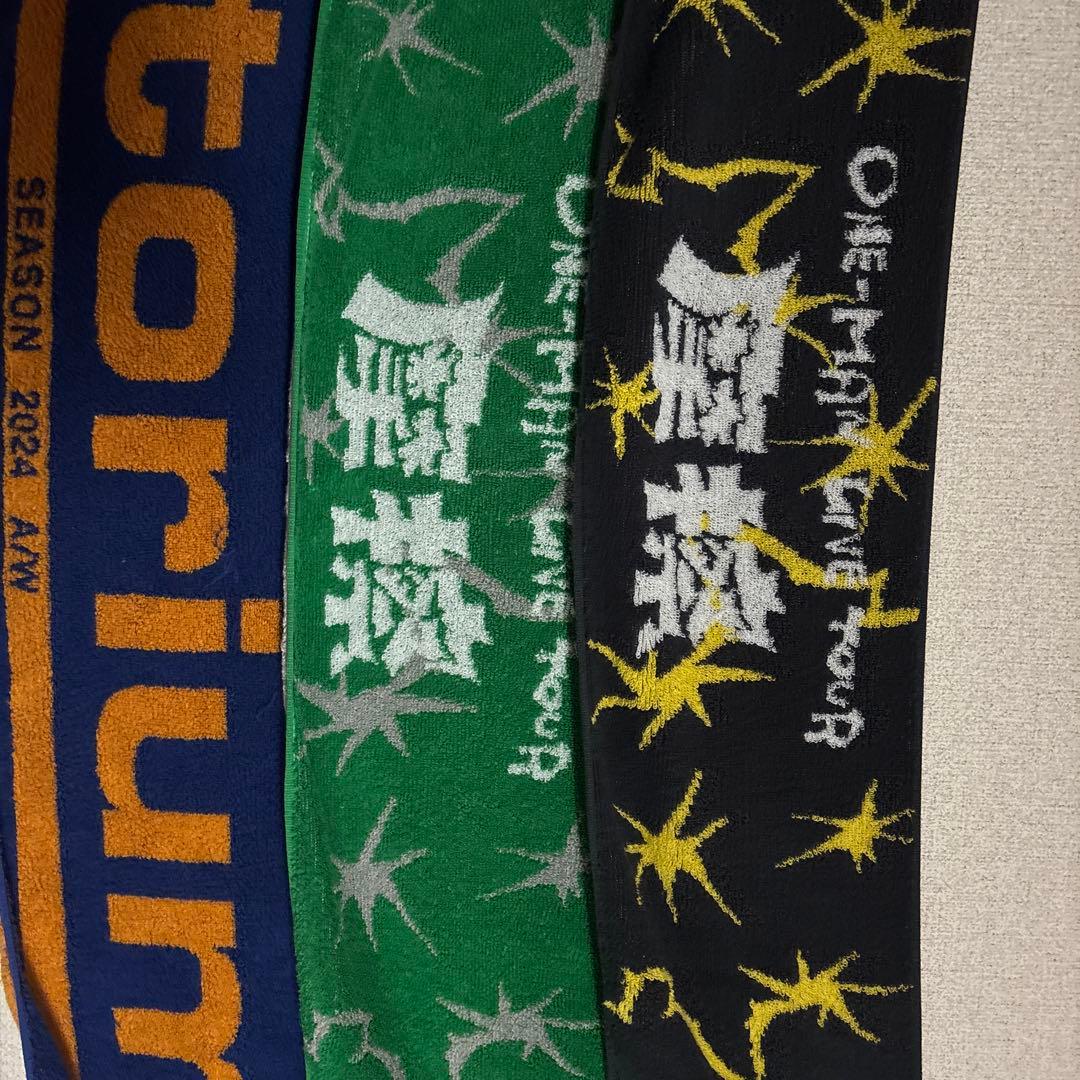 torium
SEASON 2024 A/W
ONE-MAN LIVE TOUR
ONE-MAN LIVE TOUR